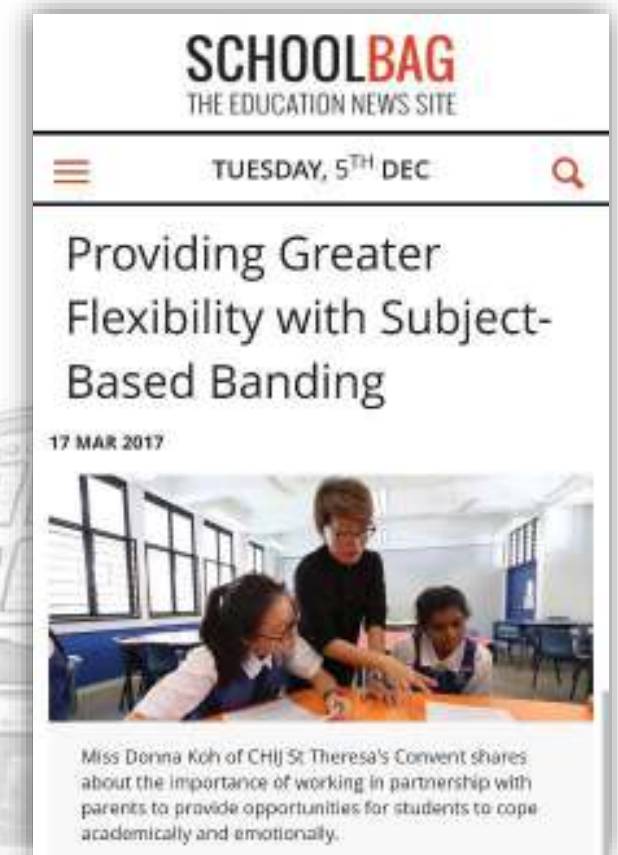 SCHOOLBAG
THE EDUCATION NEWS SITE
TUESDAY, 5TH DEC
Providing Greater
Flexibility with Subject-
Based Banding
17 MAR 2017
Miss Donna Koh of CHIJ St Theresa's Convent shares
about the importance of working in partnership with
parents to provide opportunities for students to cope
academically and emotionally.